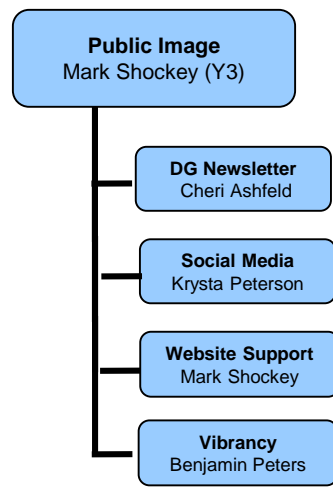 Public Image
Mark Shockey (Y3)
DG Newsletter
Cheri Ashfeld
Social Media
Krysta Peterson
Website Support
Mark Shockey
Vibrancy
Benjamin Peters